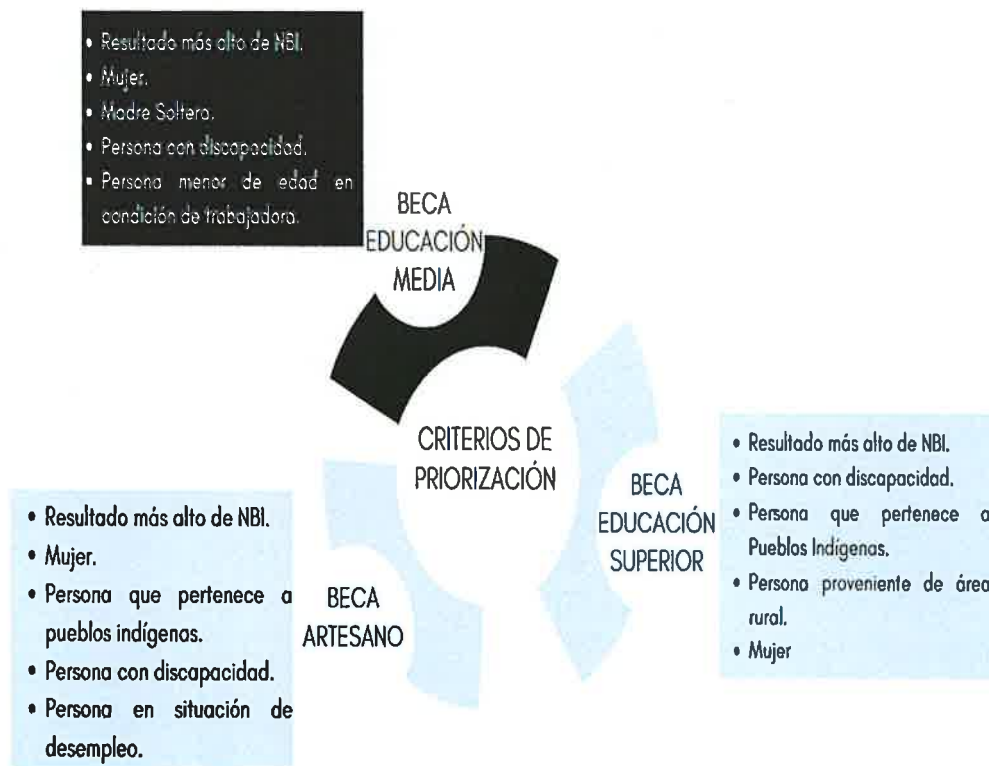 • Resultado más alto de NBI.
• Mujer.
• Madre Soltera.
• Persona con discapacidad.
• Persona menor de edad en
condición de trabajadora.
BECA
EDUCACIÓN
MEDIA
CRITERIOS DE
PRIORIZACIÓN
BECA
EDUCACIÓN
SUPERIOR
• Resultado más alto de NBI.
• Persona con discapacidad.
• Persona que pertenece a
Pueblos Indígenas.
• Persona proveniente de área
rural.
• Mujer
BECA
ARTESANO
• Resultado más alto de NBI.
• Mujer.
• Persona que pertenece a
pueblos indígenas.
• Persona con discapacidad.
• Persona en situación de
desempleo.